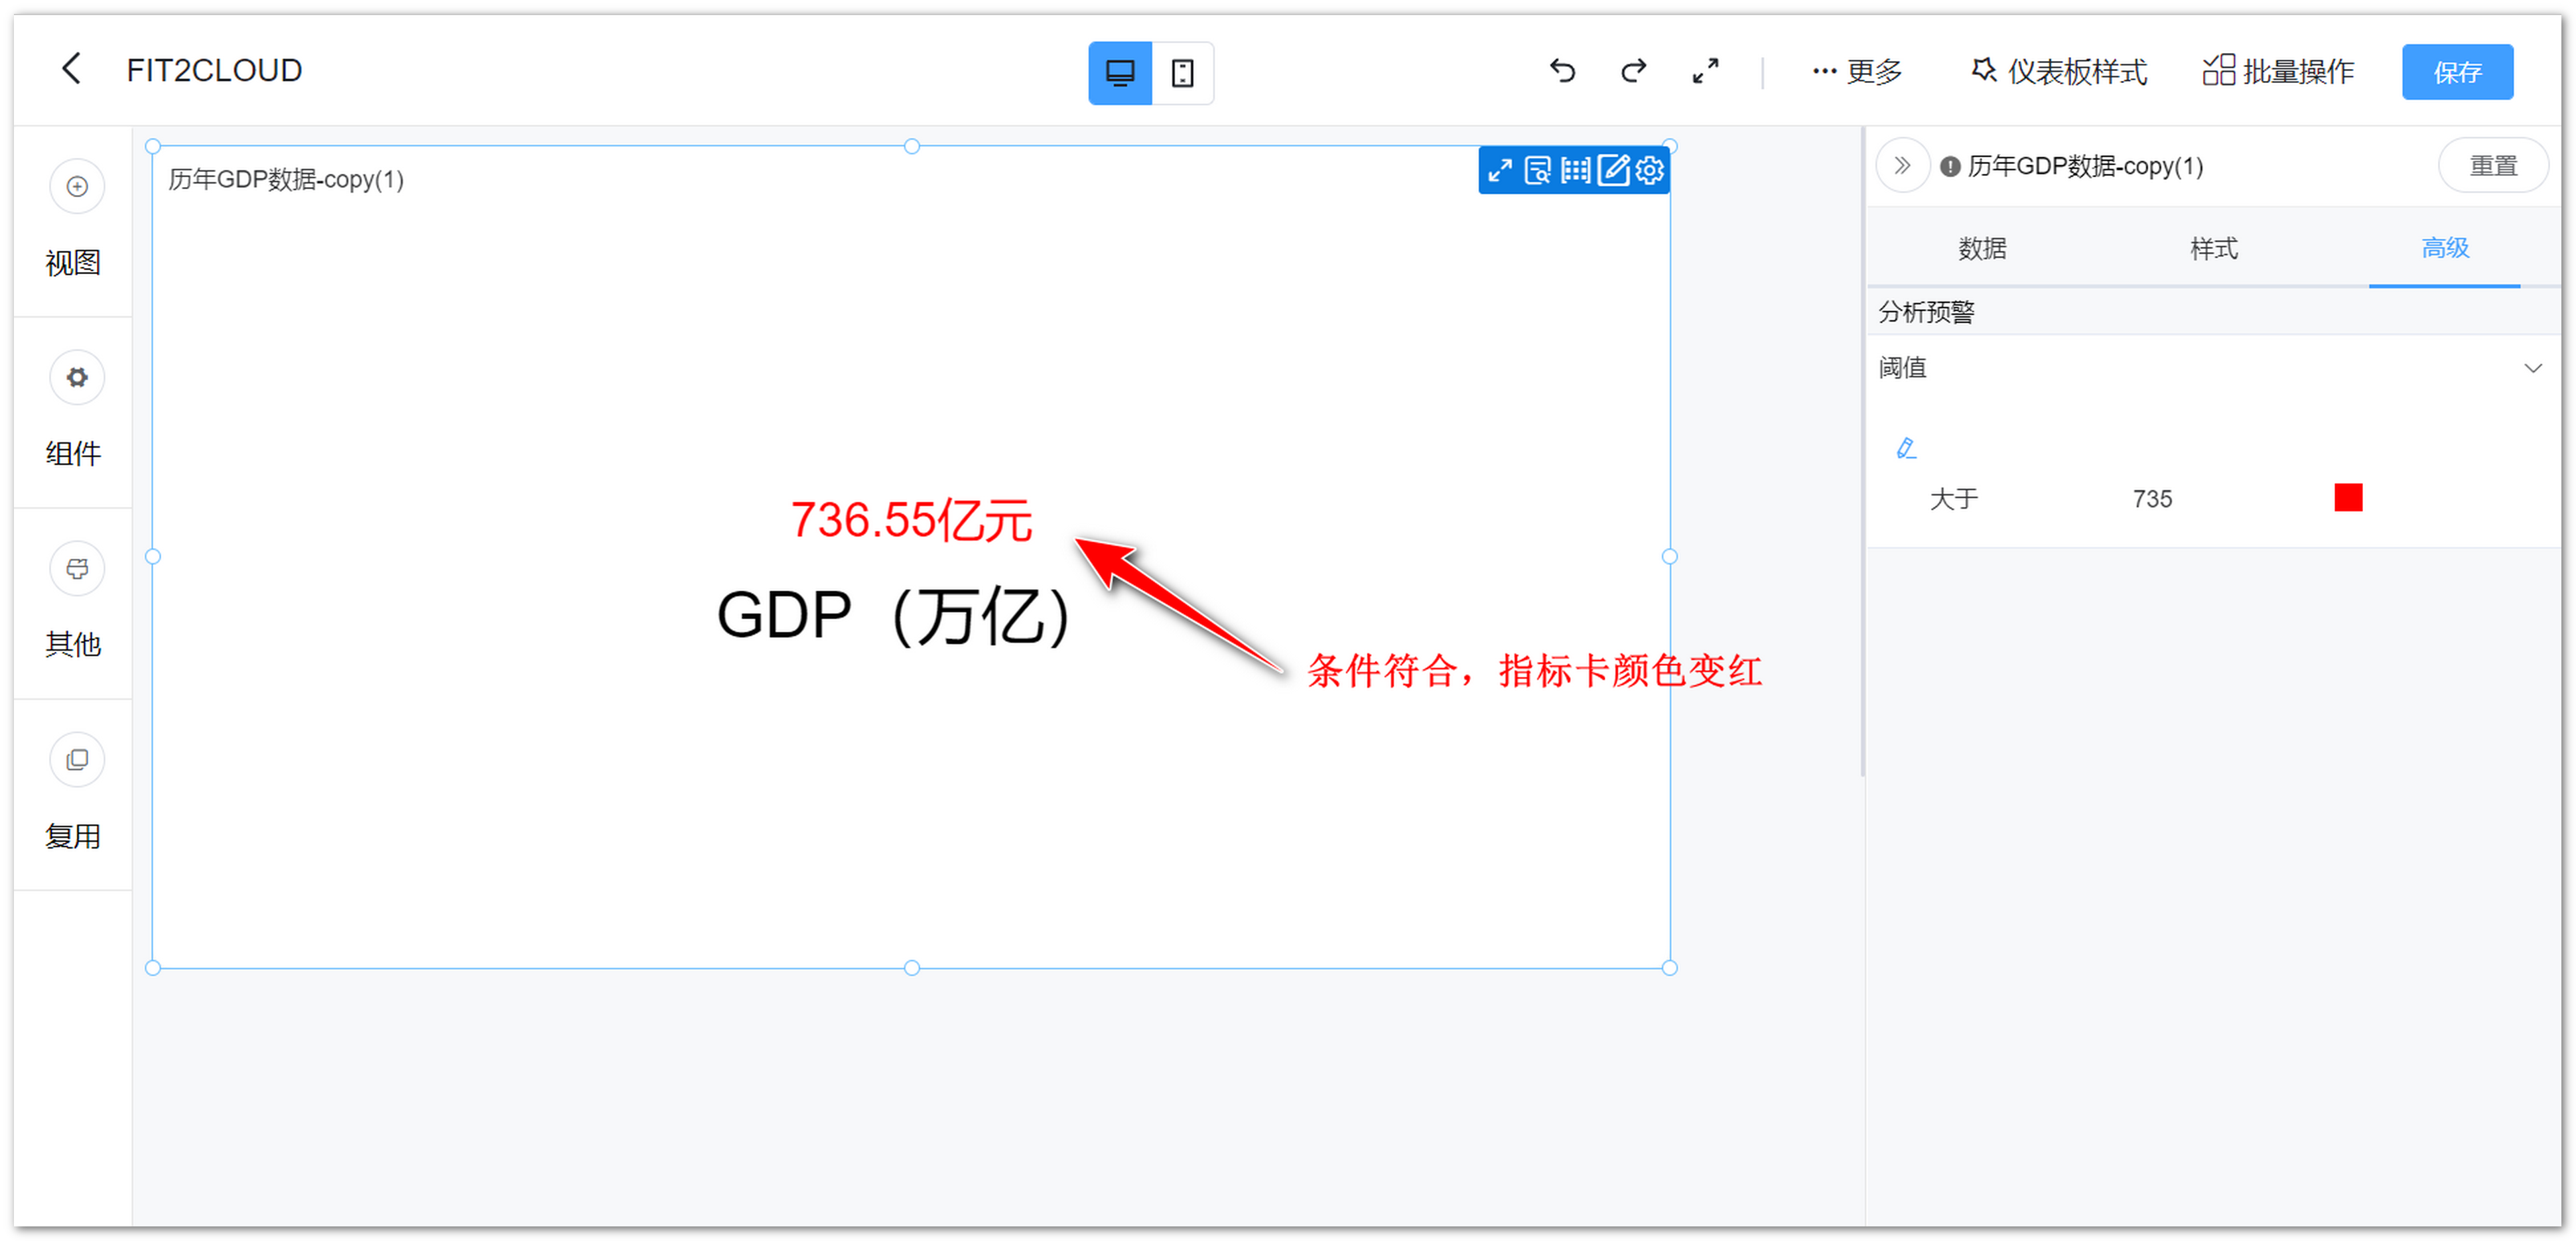 FIT2CLOUD
更多
仪表板样式
批量操作
保存
视图
组件
其他
复用
历年GDP数据-copy(1)
736.55亿元
GDP（万亿）
条件符合，指标卡颜色变红
历年GDP数据-copy(1)
重置
数据
样式
高级
分析预警
阈值
大于 735